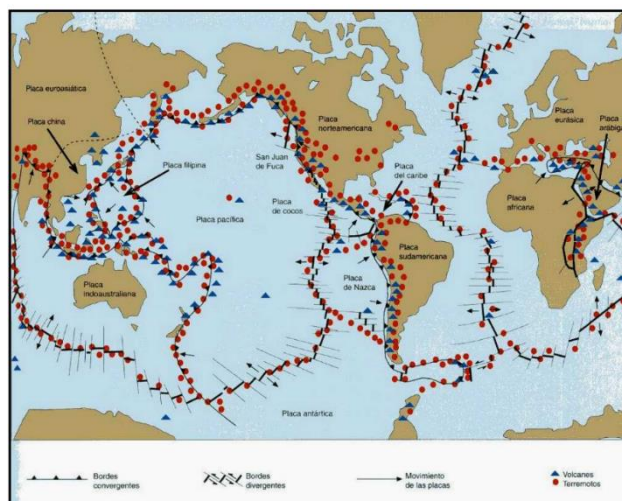 Placa euroasiática
Placa china
Placa filipina
Placa pacífica
Placa
Indoaustraliana
Placa
norteamericana
San Juan
de Fuca
Placa
de cocos
Placa
del caribe
Placa
sudamericana
Placa
de Nazca
Placa antártica
Placa
eurásica
Placa
arábiga
Placa
africana
Bordes
convergentes
Bordes
divergentes
Movimiento
de las placas
Volcanes
Terremotos